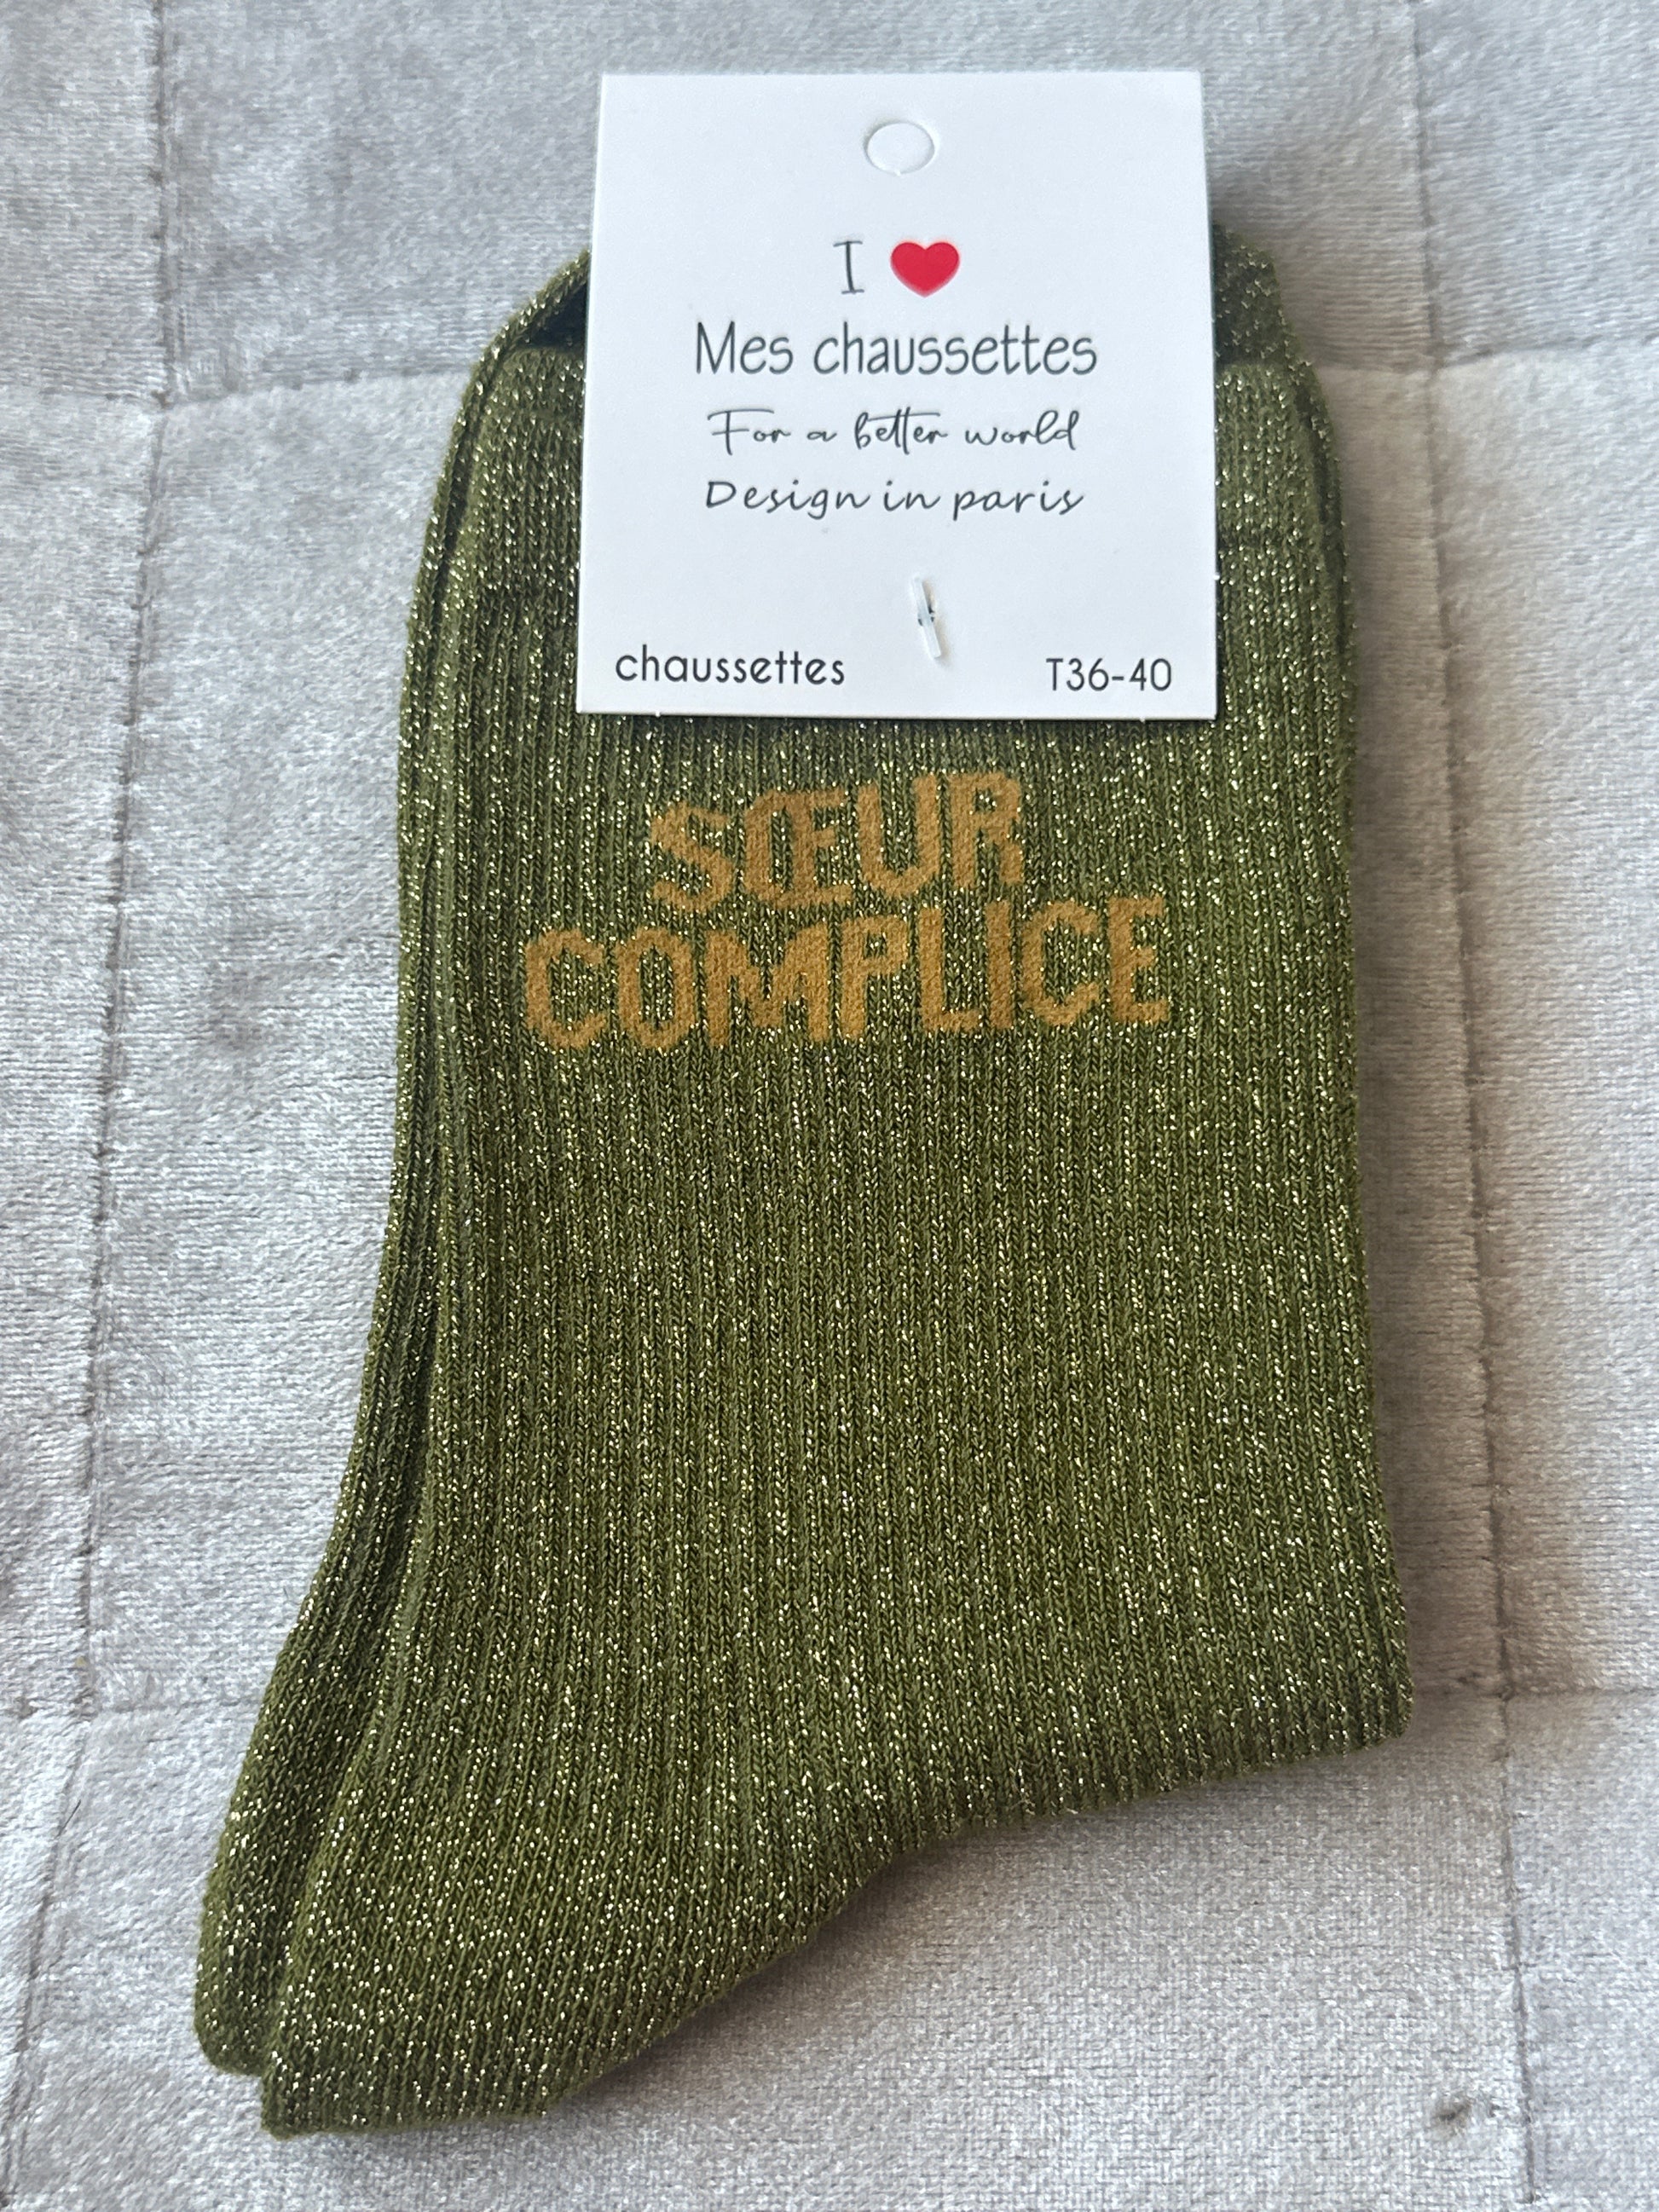 I ❤
Mes chaussettes
For a better world
Design in paris
chaussettes T36-40
SŒUR
COMPLICE